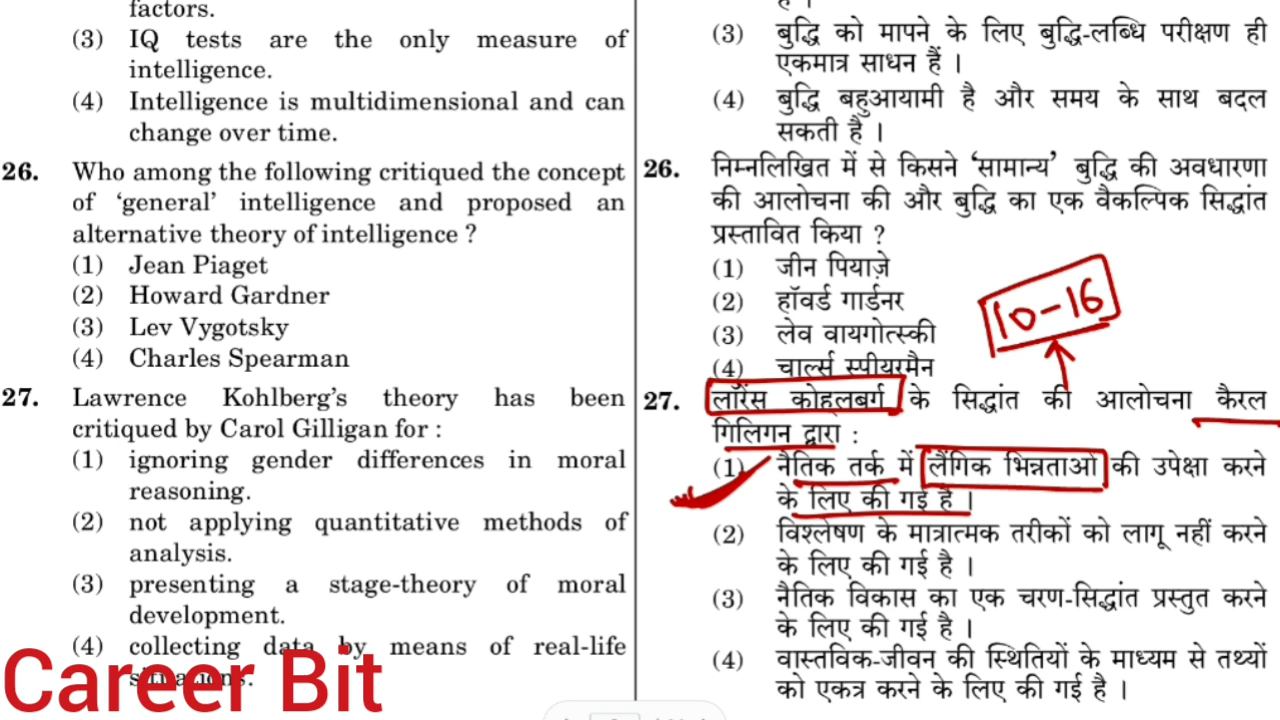 factors.
(3) IQ tests are the only measure of
intelligence.
(4) Intelligence is multidimensional and can
change over time.
26. Who among the following critiqued the concept
of ‘general’ intelligence and proposed an
alternative theory of intelligence ?
(1) Jean Piaget
(2) Howard Gardner
(3) Lev Vygotsky
(4) Charles Spearman
27. Lawrence Kohlberg’s theory has been
critiqued by Carol Gilligan for :
(1) ignoring gender differences in moral
reasoning.
(2) not applying quantitative methods of
analysis.
(3) presenting a stage-theory of moral
development.
(4) collecting data by means of real-life
situations.
Career Bit
है ।
(3) बुद्धि को मापने के लिए बुद्धि-लब्धि परीक्षण ही
एकमात्र साधन हैं ।
(4) बुद्धि बहुआयामी है और समय के साथ बदल
सकती है ।
26. निम्नलिखित में से किसने ‘सामान्य’ बुद्धि की अवधारणा
की आलोचना की और बुद्धि का एक वैकल्पिक सिद्धांत
प्रस्तावित किया ?
(1) जीन पियाज़े
(2) हॉवर्ड गार्डनर
(3) लेव वायगोत्स्की
(4) चार्ल्स स्पीयरमैन
10-16
27. लॉरेंस कोहलबर्ग के सिद्धांत की आलोचना कैरल
गिलिगन द्वारा :
(1) नैतिक तर्क में लैंगिक भिन्नताओं की उपेक्षा करने
के लिए की गई है ।
(2) विश्लेषण के मात्रात्मक तरीकों को लागू नहीं करने
के लिए की गई है ।
(3) नैतिक विकास का एक चरण-सिद्धांत प्रस्तुत करने
के लिए की गई है ।
(4) वास्तविक-जीवन की स्थितियों के माध्यम से तथ्यों
को एकत्र करने के लिए की गई है ।